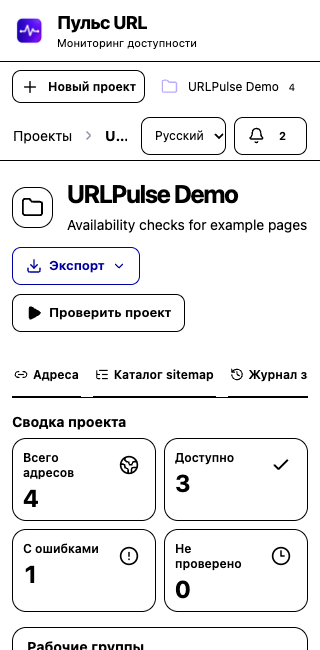 Пульс URL
Мониторинг доступности
Новый проект
URLPulse Demo 4
Проекты
U...
Русский
2
URLPulse Demo
Availability checks for example pages
Экспорт
Проверить проект
Адреса
Каталог sitemap
Журнал з
Сводка проекта
Всего
адресов
4
Доступно
3
С ошибками
1
Не
проверено
0
Рабочие группы